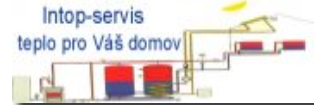 Intop-servis
teplo pro Váš domov